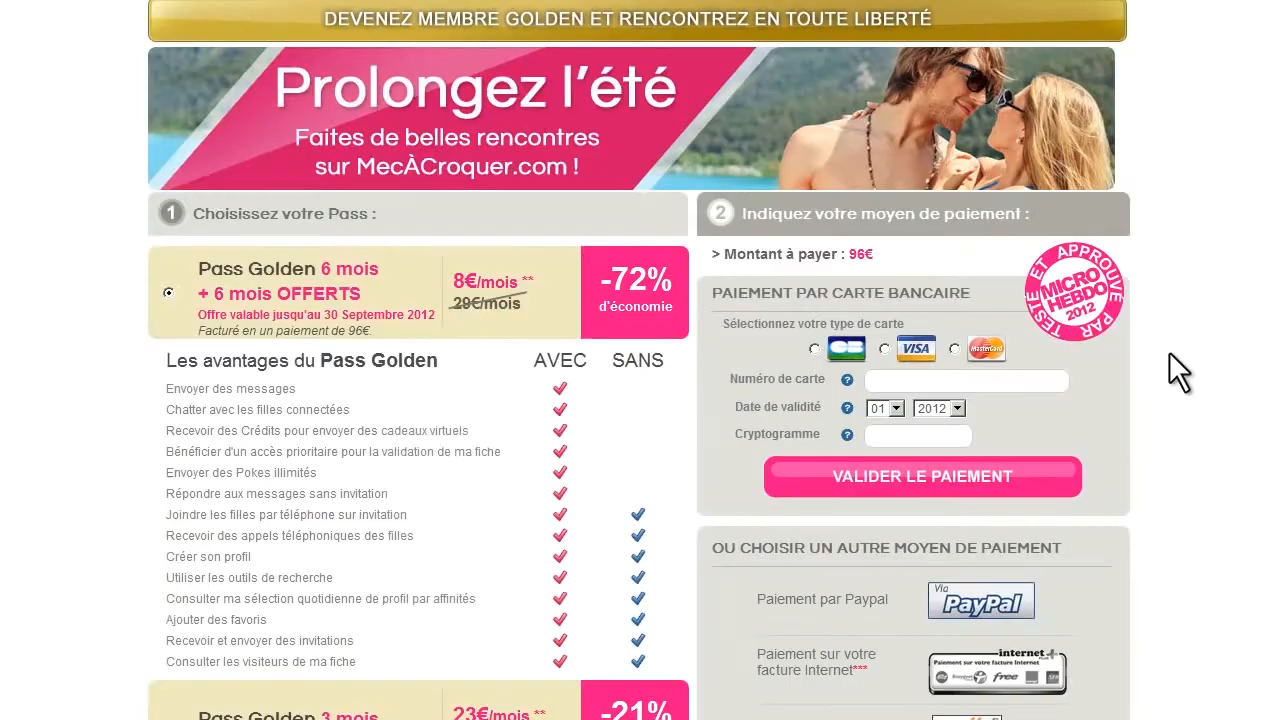 DEVENEZ MEMBRE GOLDEN ET RENCONTREZ EN TOUTE LIBERTÉ
Prolongez l'été
Faites de belles rencontres
sur MecÀCroquer.com !
1 Choisissez votre Pass :
Pass Golden 6 mois
+ 6 mois OFFERTS
Offre valable jusqu'au 30 Septembre 2012
Facturé en un paiement de 96€.
8€/mois **
29€/mois
-72%
d'économie
Les avantages du Pass Golden AVEC SANS
Envoyer des messages
Chatter avec les filles connectées
Recevoir des Crédits pour envoyer des cadeaux virtuels
Bénéficier d'un accès prioritaire pour la validation de ma fiche
Envoyer des Pokes illimités
Répondre aux messages sans invitation
Joindre les filles par téléphone sur invitation
Recevoir des appels téléphoniques des filles
Créer son profil
Utiliser les outils de recherche
Consulter ma sélection quotidienne de profil par affinités
Ajouter des favoris
Recevoir et envoyer des invitations
Consulter les visiteurs de ma fiche
Pass Golden 3 mois
23€/mois **
-21%
2 Indiquez votre moyen de paiement :
> Montant à payer : 96€
TESTÉ ET APPROUVÉ PAR
MICRO
HEBDO
2012
PAIEMENT PAR CARTE BANCAIRE
Sélectionnez votre type de carte
CB VISA MasterCard
Numéro de carte ?
Date de validité ? 01 2012
Cryptogramme ?
VALIDER LE PAIEMENT
OU CHOISIR UN AUTRE MOYEN DE PAIEMENT
Paiement par Paypal
Via
PayPal
Paiement sur votre
facture Internet***
internet+
Paiement sur votre facture Internet
free